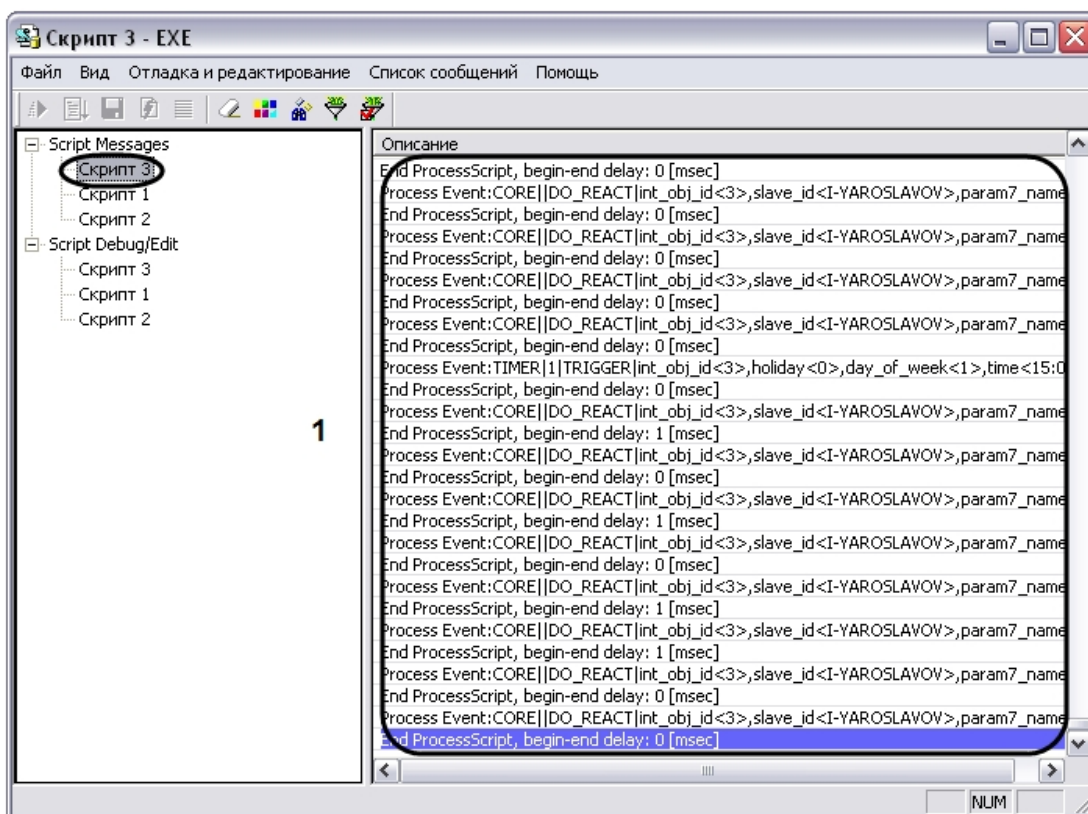 Скрипт 3 - EXE
Файл Вид Отладка и редактирование Список сообщений Помощь
Script Messages
Скрипт 3
Скрипт 1
Скрипт 2
Script Debug/Edit
Скрипт 3
Скрипт 1
Скрипт 2
1
Описание
End ProcessScript, begin-end delay: 0 [msec]
Process Event:CORE||DO_REACT|int_obj_id<3>,slave_id<I-YAROSLAVOV>,param7_name
End ProcessScript, begin-end delay: 0 [msec]
Process Event:CORE||DO_REACT|int_obj_id<3>,slave_id<I-YAROSLAVOV>,param7_name
End ProcessScript, begin-end delay: 0 [msec]
Process Event:CORE||DO_REACT|int_obj_id<3>,slave_id<I-YAROSLAVOV>,param7_name
End ProcessScript, begin-end delay: 0 [msec]
Process Event:CORE||DO_REACT|int_obj_id<3>,slave_id<I-YAROSLAVOV>,param7_name
End ProcessScript, begin-end delay: 0 [msec]
Process Event:TIMER|1|TRIGGER|int_obj_id<3>,holiday<0>,day_of_week<1>,time<15:0
End ProcessScript, begin-end delay: 0 [msec]
Process Event:CORE||DO_REACT|int_obj_id<3>,slave_id<I-YAROSLAVOV>,param7_name
End ProcessScript, begin-end delay: 1 [msec]
Process Event:CORE||DO_REACT|int_obj_id<3>,slave_id<I-YAROSLAVOV>,param7_name
End ProcessScript, begin-end delay: 0 [msec]
Process Event:CORE||DO_REACT|int_obj_id<3>,slave_id<I-YAROSLAVOV>,param7_name
End ProcessScript, begin-end delay: 1 [msec]
Process Event:CORE||DO_REACT|int_obj_id<3>,slave_id<I-YAROSLAVOV>,param7_name
End ProcessScript, begin-end delay: 0 [msec]
Process Event:CORE||DO_REACT|int_obj_id<3>,slave_id<I-YAROSLAVOV>,param7_name
End ProcessScript, begin-end delay: 1 [msec]
Process Event:CORE||DO_REACT|int_obj_id<3>,slave_id<I-YAROSLAVOV>,param7_name
End ProcessScript, begin-end delay: 1 [msec]
Process Event:CORE||DO_REACT|int_obj_id<3>,slave_id<I-YAROSLAVOV>,param7_name
End ProcessScript, begin-end delay: 0 [msec]
Process Event:CORE||DO_REACT|int_obj_id<3>,slave_id<I-YAROSLAVOV>,param7_name
End ProcessScript, begin-end delay: 0 [msec]
NUM